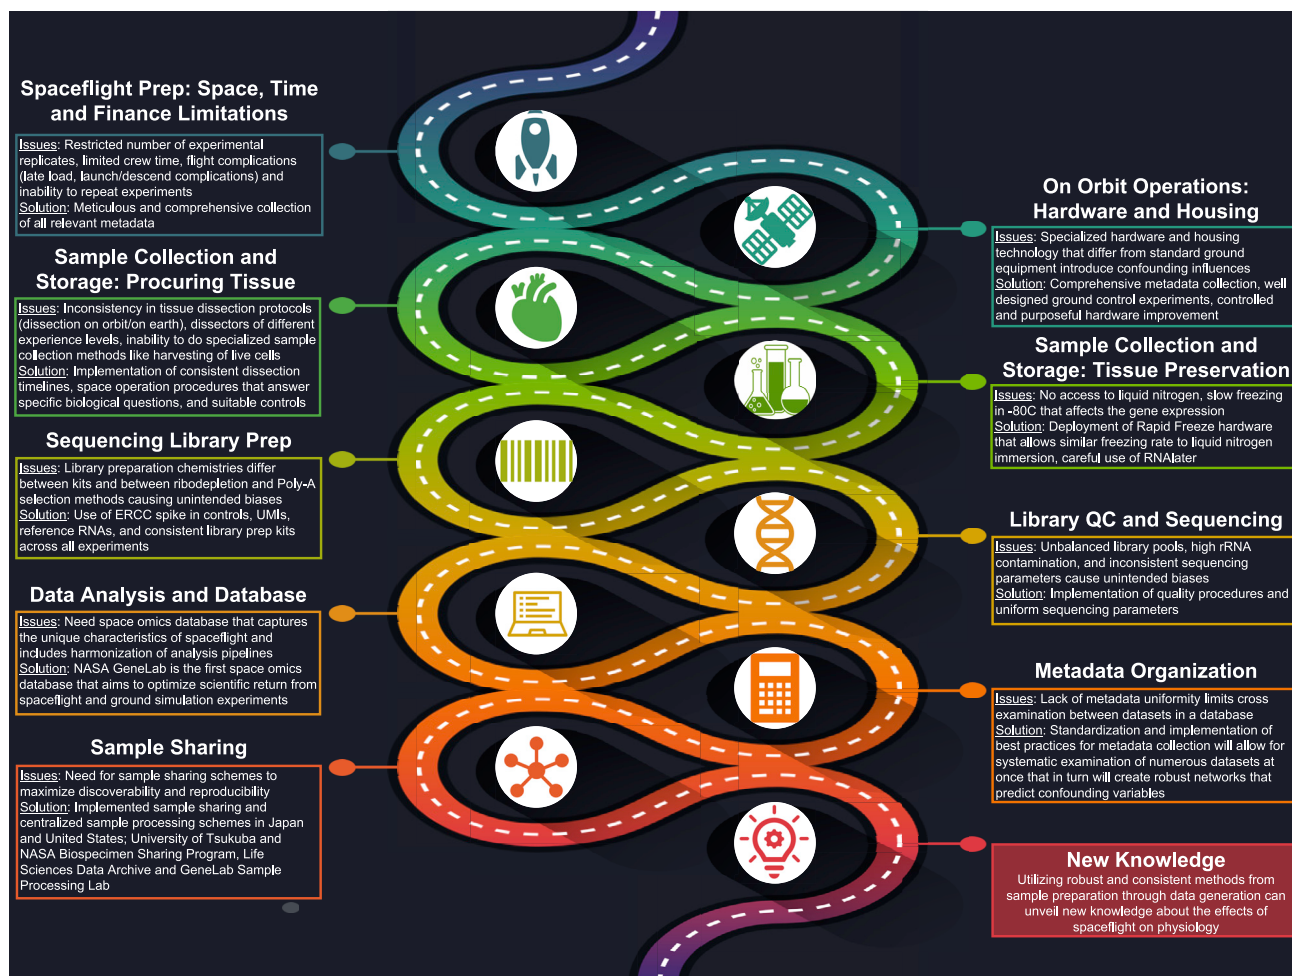 Spaceflight Prep: Space, Time
and Finance Limitations
Issues: Restricted number of experimental
replicates, limited crew time, flight complications
(late load, launch/descend complications) and
inability to repeat experiments
Solution: Meticulous and comprehensive collection
of all relevant metadata
On Orbit Operations:
Hardware and Housing
Issues: Specialized hardware and housing
technology that differ from standard ground
equipment introduce confounding influences
Solution: Comprehensive metadata collection, well
designed ground control experiments, controlled
and purposeful hardware improvement
Sample Collection and
Storage: Procuring Tissue
Issues: Inconsistency in tissue dissection protocols
(dissection on orbit/on earth), dissectors of different
experience levels, inability to do specialized sample
collection methods like harvesting of live cells
Solution: Implementation of consistent dissection
timelines, space operation procedures that answer
specific biological questions, and suitable controls
Sample Collection and
Storage: Tissue Preservation
Issues: No access to liquid nitrogen, slow freezing
in -80C that affects the gene expression
Solution: Deployment of Rapid Freeze hardware
that allows similar freezing rate to liquid nitrogen
immersion, careful use of RNAlater
Sequencing Library Prep
Issues: Library preparation chemistries differ
between kits and between ribodepletion and Poly-A
selection methods causing unintended biases
Solution: Use of ERCC spike in controls, UMIs,
reference RNAs, and consistent library prep kits
across all experiments
Library QC and Sequencing
Issues: Unbalanced library pools, high rRNA
contamination, and inconsistent sequencing
parameters cause unintended biases
Solution: Implementation of quality procedures and
uniform sequencing parameters
Data Analysis and Database
Issues: Need space omics database that captures
the unique characteristics of spaceflight and
includes harmonization of analysis pipelines
Solution: NASA GeneLab is the first space omics
database that aims to optimize scientific return from
spaceflight and ground simulation experiments
Metadata Organization
Issues: Lack of metadata uniformity limits cross
examination between datasets in a database
Solution: Standardization and implementation of
best practices for metadata collection will allow for
systematic examination of numerous datasets at
once that in turn will create robust networks that
predict confounding variables
Sample Sharing
Issues: Need for sample sharing schemes to
maximize discoverability and reproducibility
Solution: Implemented sample sharing and
centralized sample processing schemes in Japan
and United States; University of Tsukuba and
NASA Biospecimen Sharing Program, Life
Sciences Data Archive and GeneLab Sample
Processing Lab
New Knowledge
Utilizing robust and consistent methods from
sample preparation through data generation can
unveil new knowledge about the effects of
spaceflight on physiology